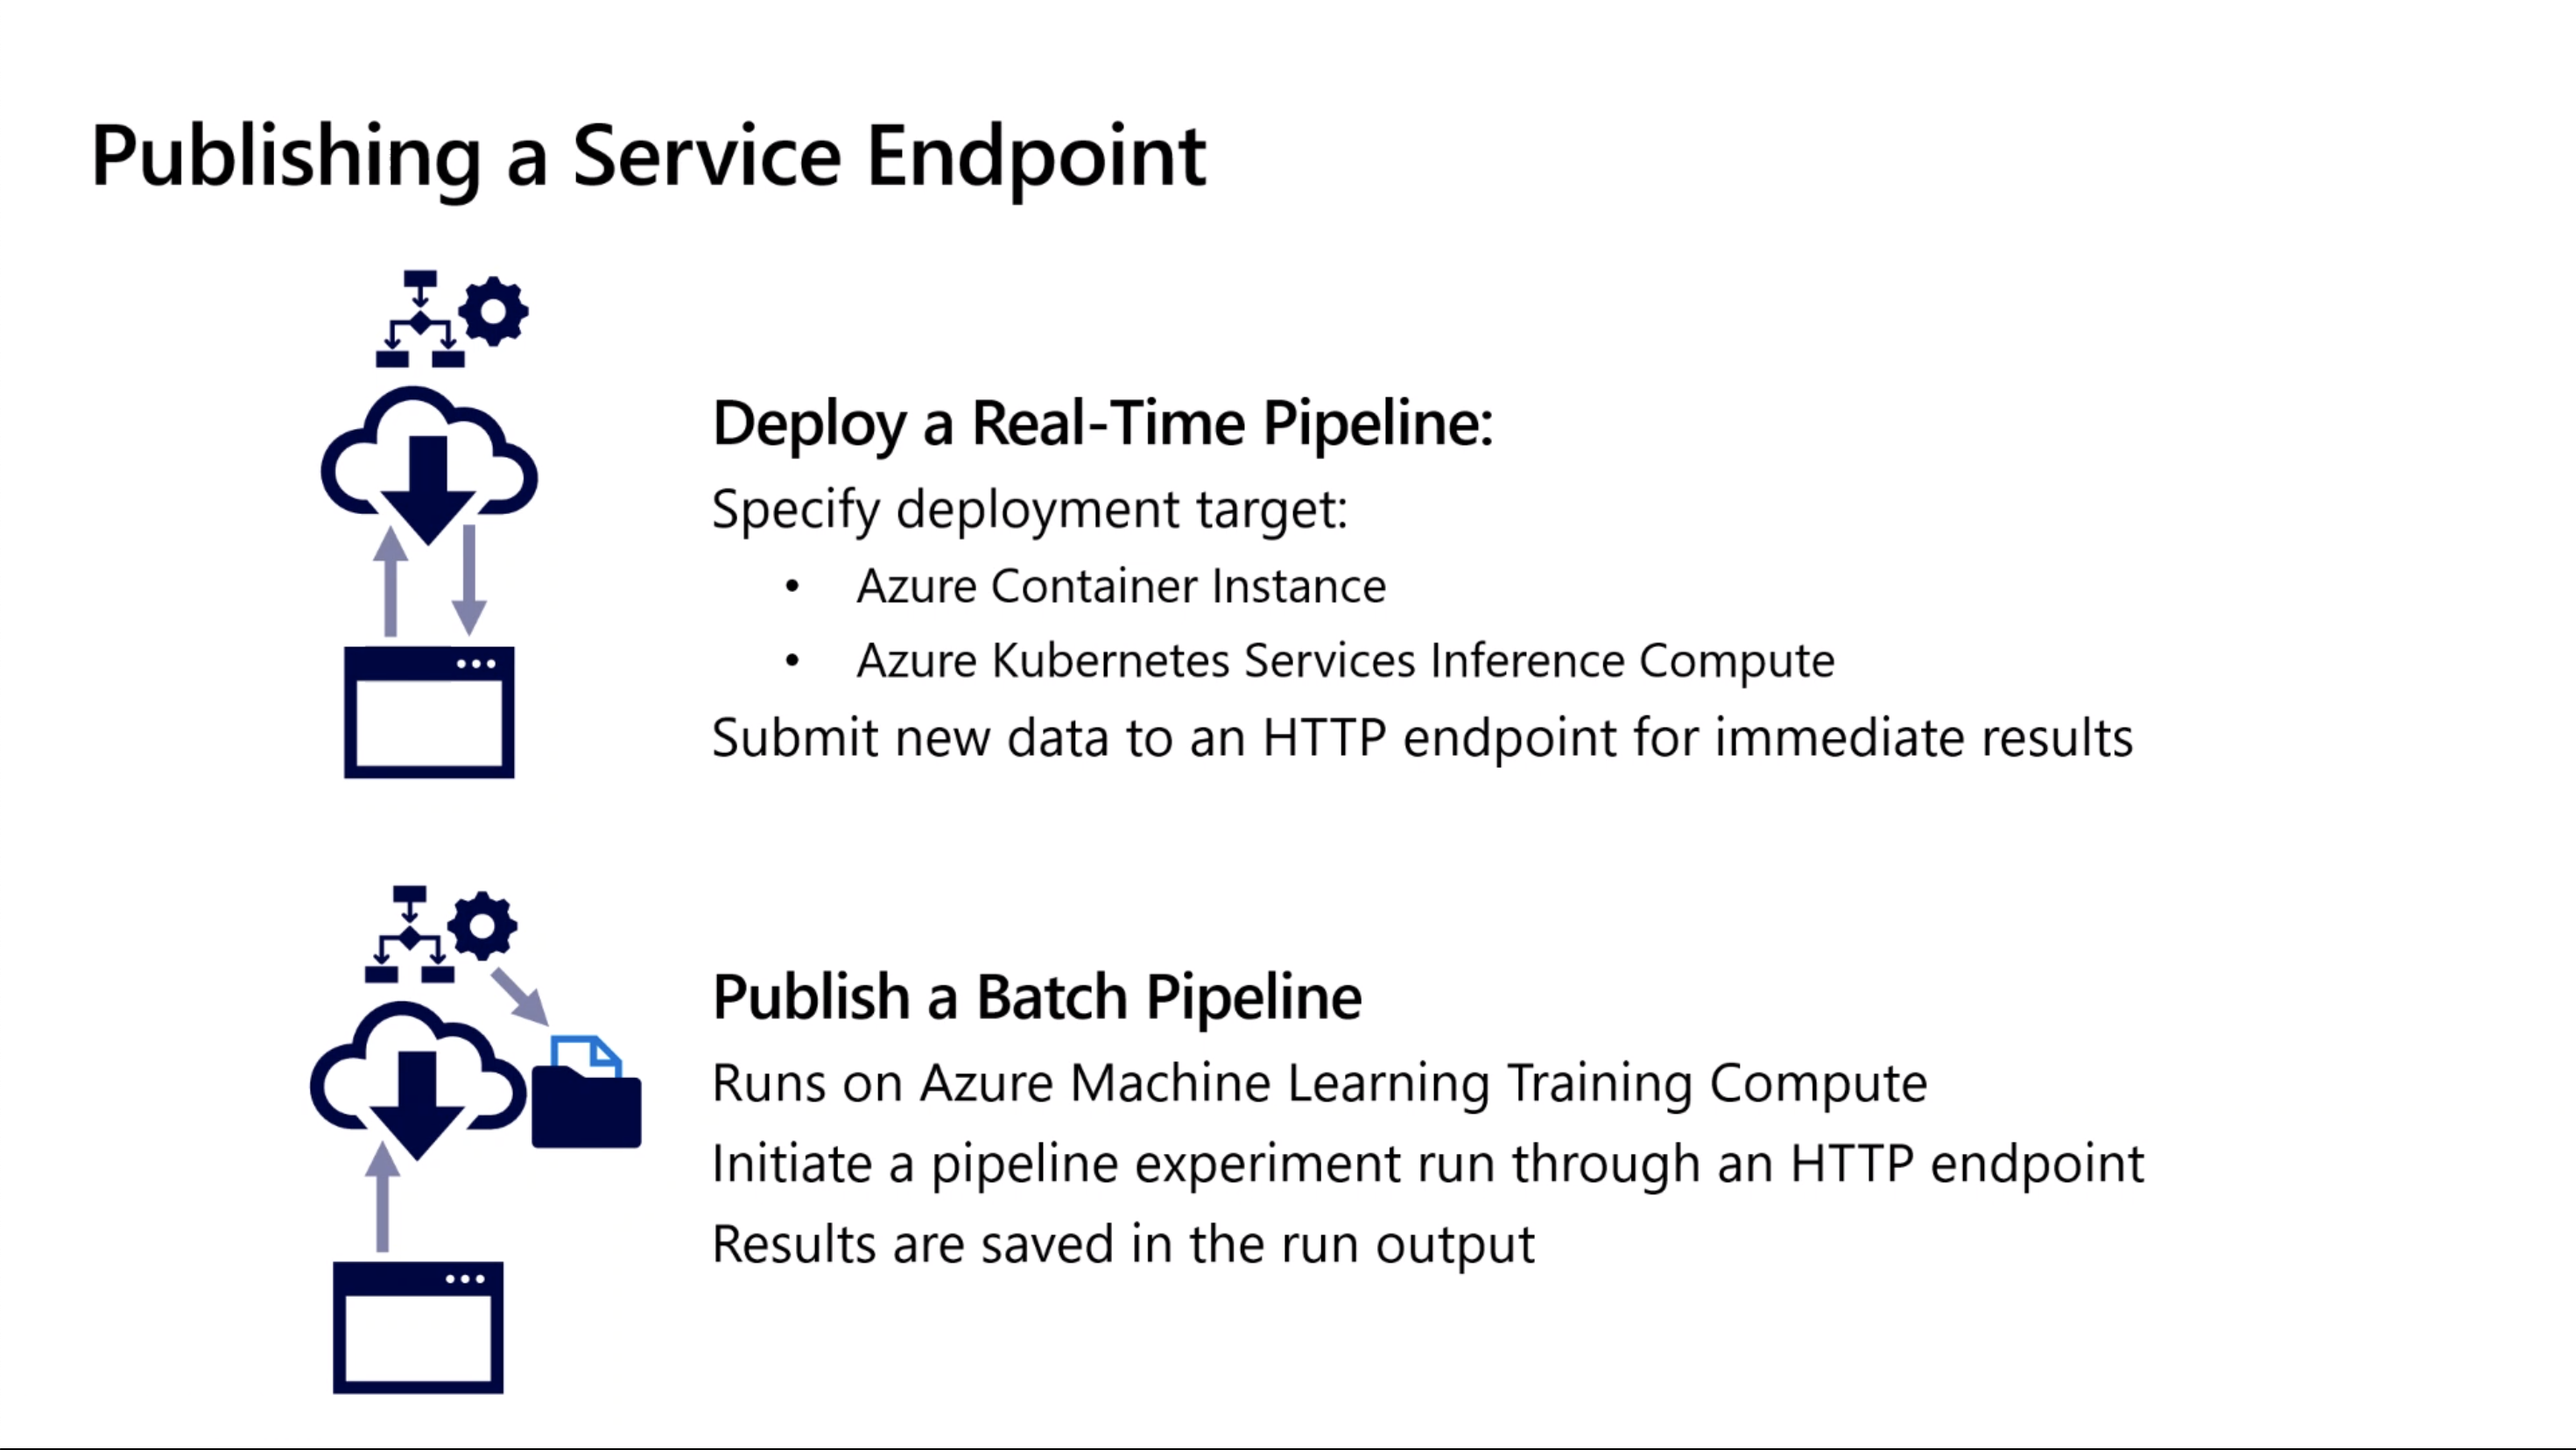 Publishing a Service Endpoint
Deploy a Real-Time Pipeline:
Specify deployment target:
• Azure Container Instance
• Azure Kubernetes Services Inference Compute
Submit new data to an HTTP endpoint for immediate results
Publish a Batch Pipeline
Runs on Azure Machine Learning Training Compute
Initiate a pipeline experiment run through an HTTP endpoint
Results are saved in the run output